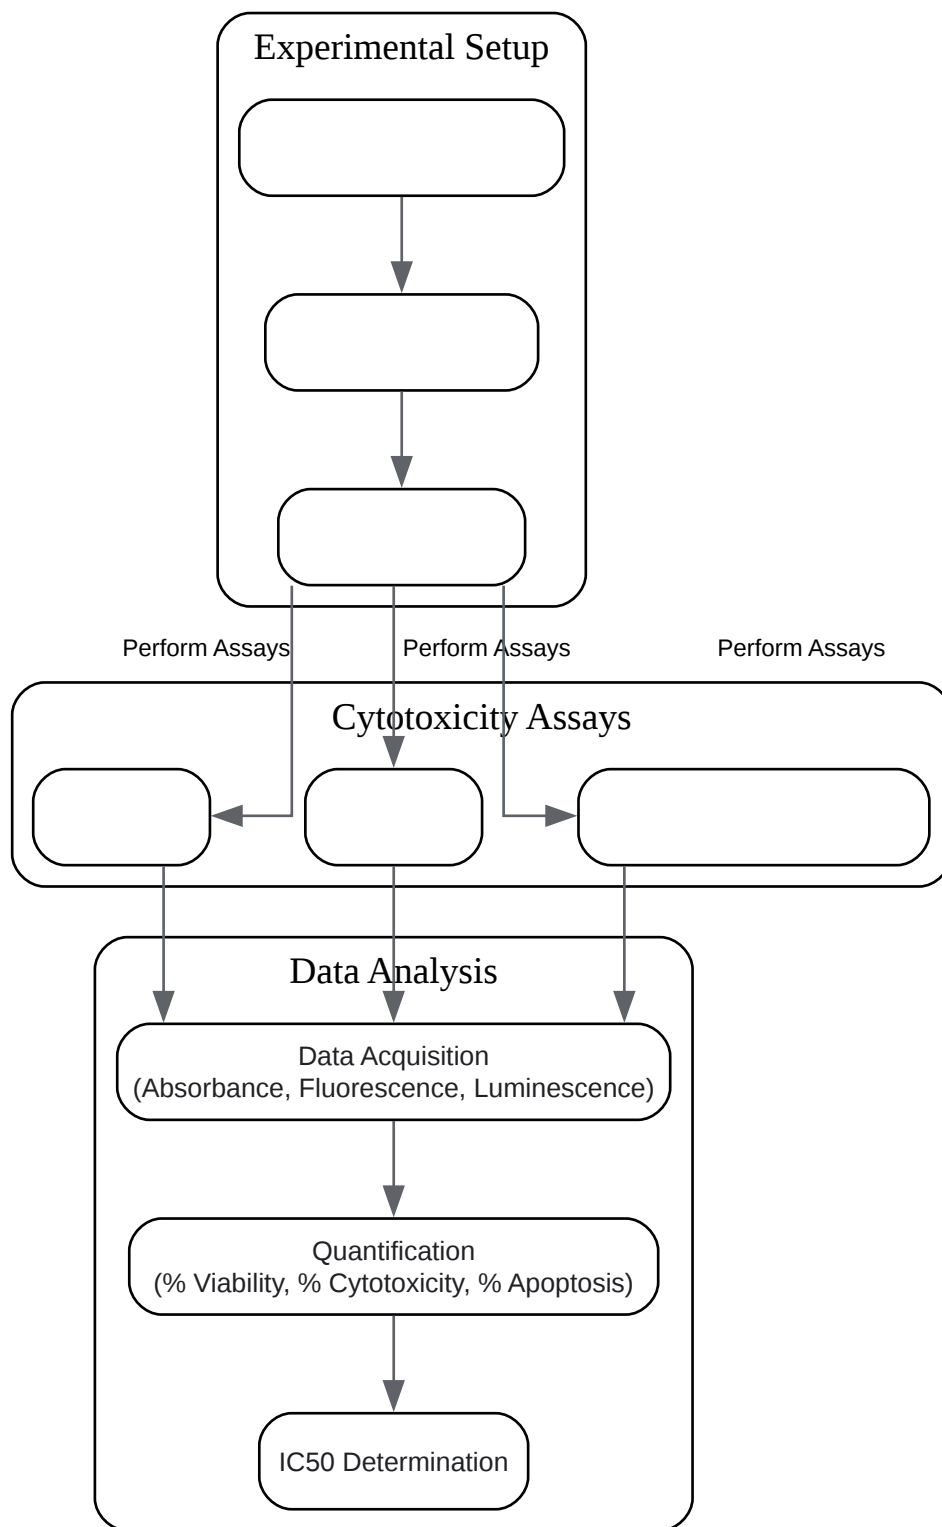 Experimental Setup
Perform Assays
Perform Assays
Perform Assays
Cytotoxicity Assays
Data Analysis
Data Acquisition
(Absorbance, Fluorescence, Luminescence)
Quantification
(% Viability, % Cytotoxicity, % Apoptosis)
IC50 Determination